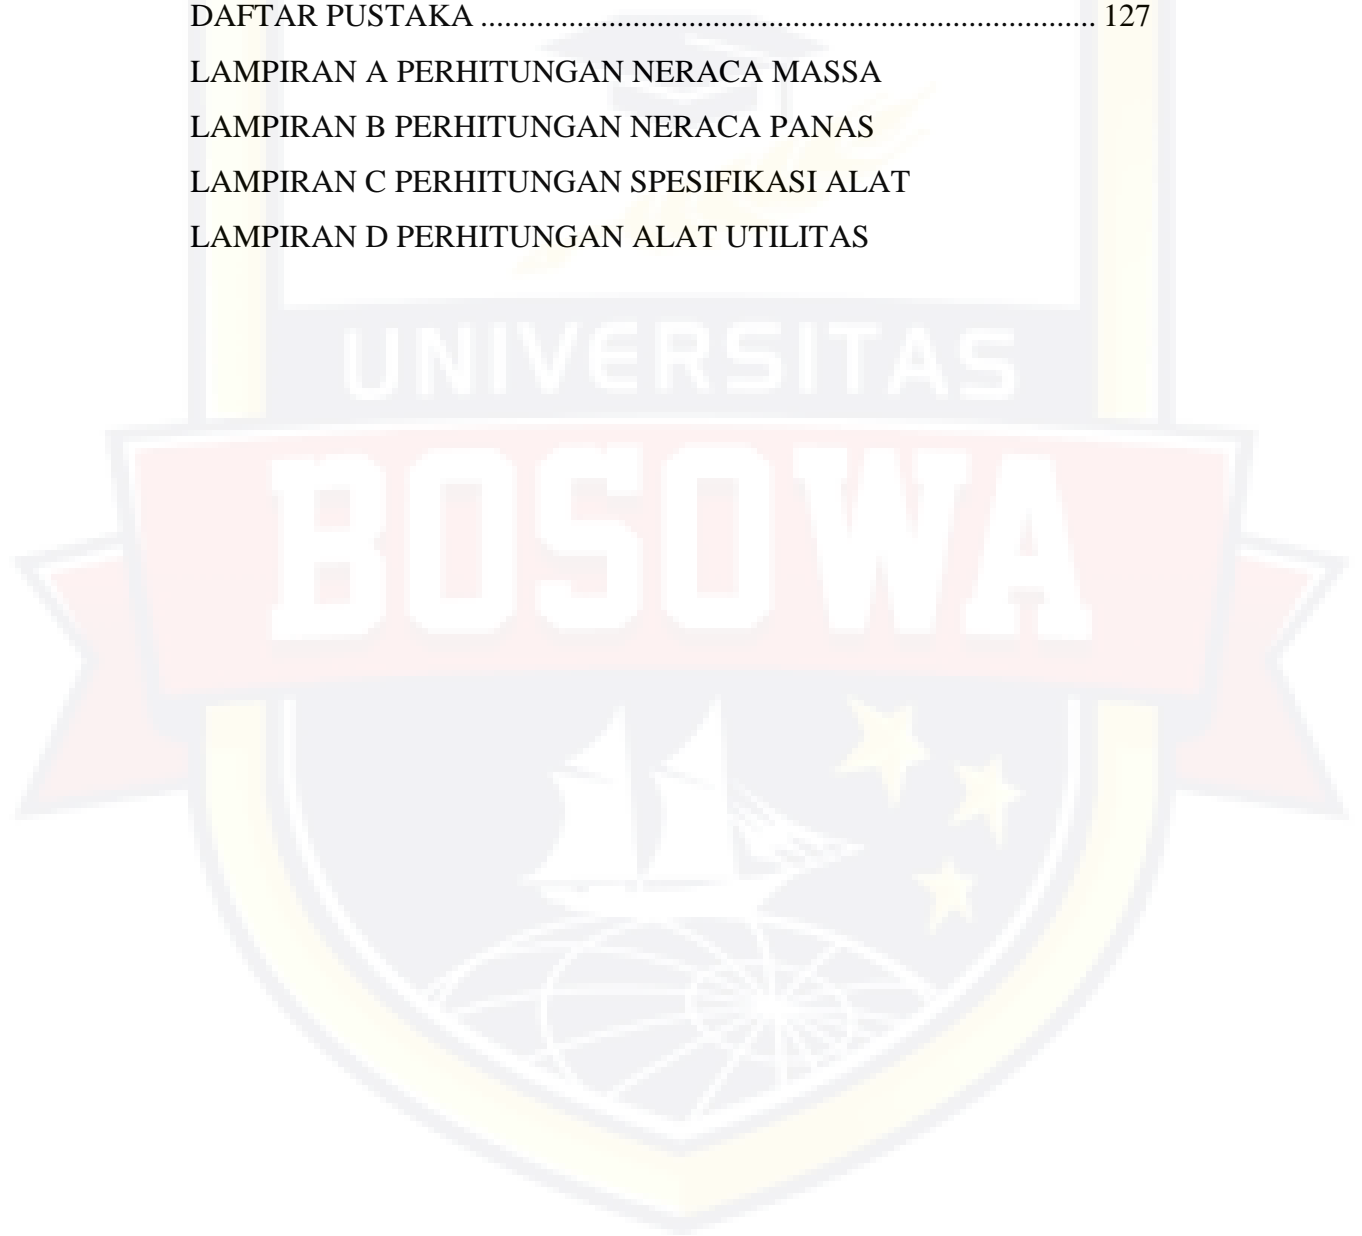 DAFTAR PUSTAKA ............................................................................ 127
LAMPIRAN A PERHITUNGAN NERACA MASSA
LAMPIRAN B PERHITUNGAN NERACA PANAS
LAMPIRAN C PERHITUNGAN SPESIFIKASI ALAT
LAMPIRAN D PERHITUNGAN ALAT UTILITAS
UNIVERSITAS
BOSOWA